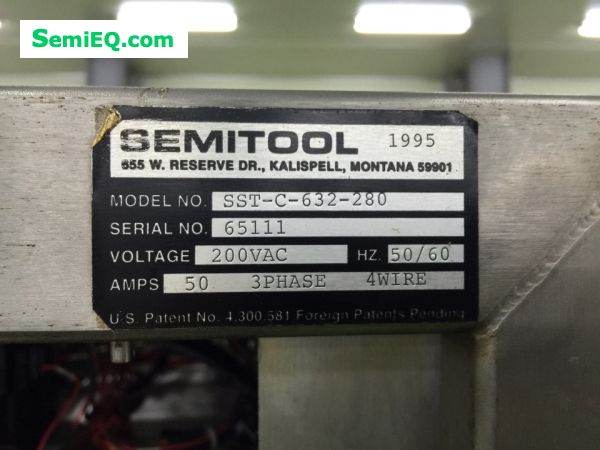 SemiEQ.com
SEMITOOL 1995
655 W. RESERVE DR., KALISPELL, MONTANA 59901
MODEL NO. SST-C-632-280
SERIAL NO. 65111
VOLTAGE 200VAC HZ. 50/60
AMPS 50 3PHASE 4WIRE
U.S. Patent No. 4,300,581 Foreign Patents Pending